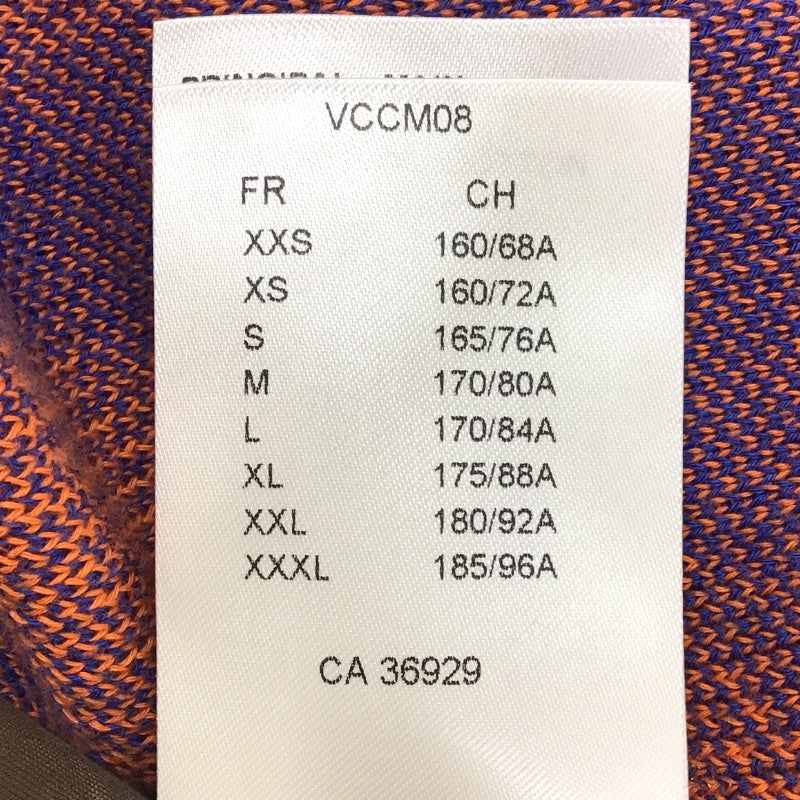 VCCM08
FR CH
XXS 160/68A
XS 160/72A
S 165/76A
M 170/80A
L 170/84A
XL 175/88A
XXL 180/92A
XXXL 185/96A
CA 36929